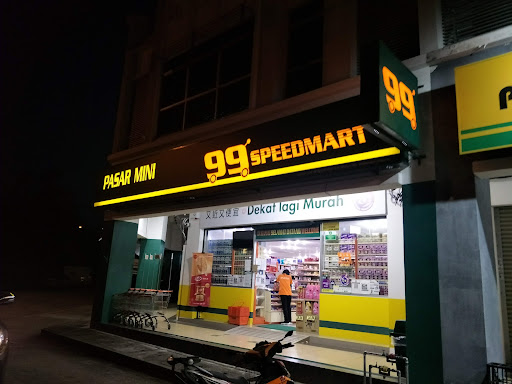 PASAR MINI
99 SPEEDMART
99
又近又便宜 Dekat lagi Murah